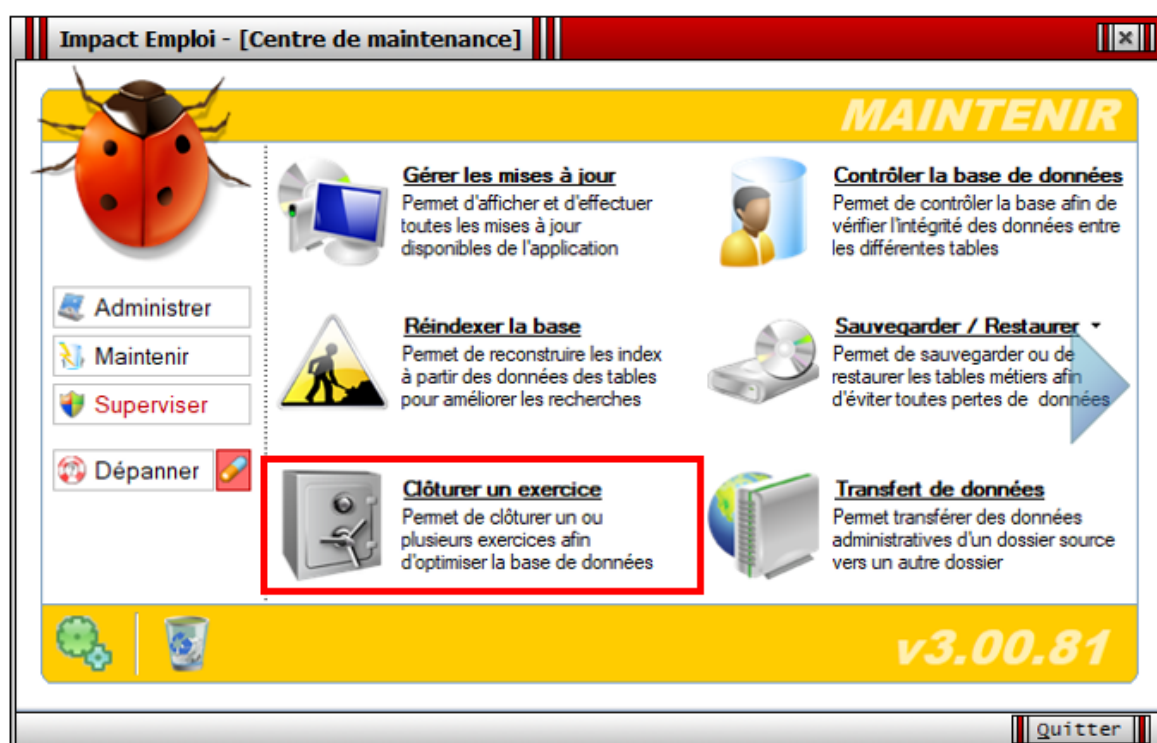 Impact Emploi - [Centre de maintenance]
MAINTENIR
Gérer les mises à jour
Permet d'afficher et d'effectuer
toutes les mises à jour
disponibles de l'application
Contrôler la base de données
Permet de contrôler la base afin de
vérifier l'intégrité des données entre
les différentes tables
Administrer
Maintenir
Superviser
Dépanner
Réindexer la base
Permet de reconstruire les index
à partir des données des tables
pour améliorer les recherches
Sauvegarder / Restaurer
Permet de sauvegarder ou de
restaurer les tables métiers afin
d'éviter toutes pertes de données
Clôturer un exercice
Permet de clôturer un ou
plusieurs exercices afin
d'optimiser la base de données
Transfert de données
Permet transférer des données
administratives d'un dossier source
vers un autre dossier
v3.00.81
Quitter